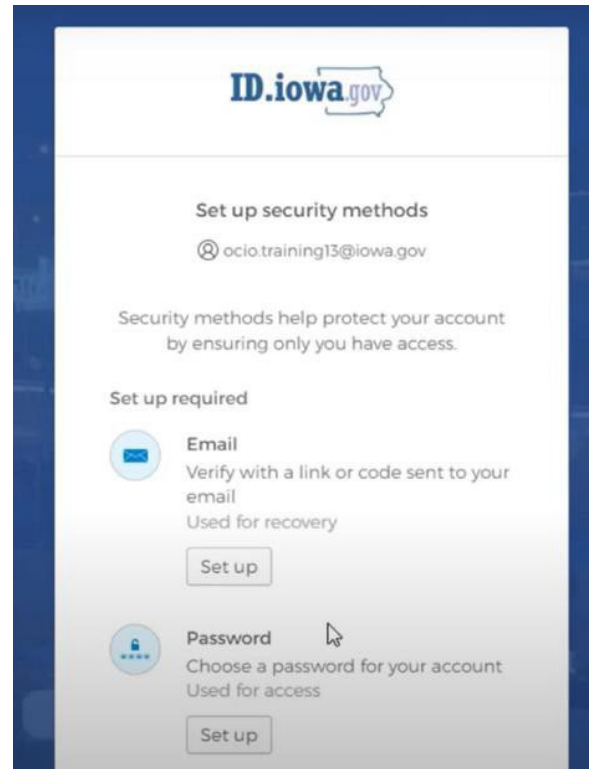 ID.iowa.gov
Set up security methods
ocio.training13@iowa.gov
Security methods help protect your account
by ensuring only you have access.
Set up required
Email
Verify with a link or code sent to your
email
Used for recovery
Set up
Password
Choose a password for your account
Used for access
Set up